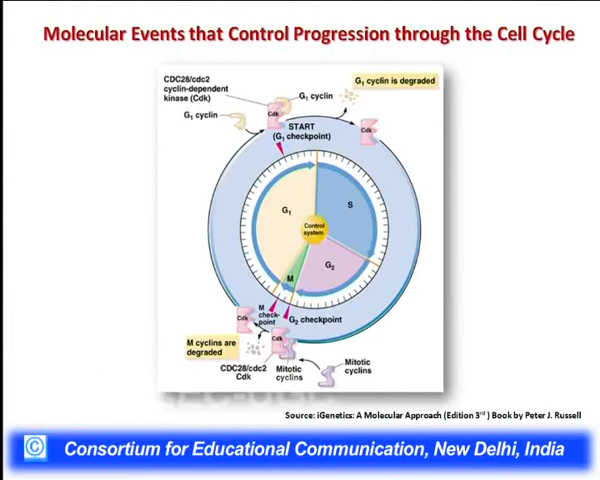 Molecular Events that Control Progression through the Cell Cycle
CDC28/cdc2
cyclin-dependent
kinase (Cdk)
G1 cyclin
G1 cyclin is degraded
G1 cyclin
Cdk
START
(G1 checkpoint)
Cdk
G1
S
Control
system
G2
M
M
check-
point
G2 checkpoint
Cdk
M cyclins are
degraded
Cdk
CDC28/cdc2
Cdk
Mitotic
cyclins
Mitotic
cyclins
Source: iGenetics: A Molecular Approach (Edition 3rd ) Book by Peter J. Russell
© Consortium for Educational Communication, New Delhi, India